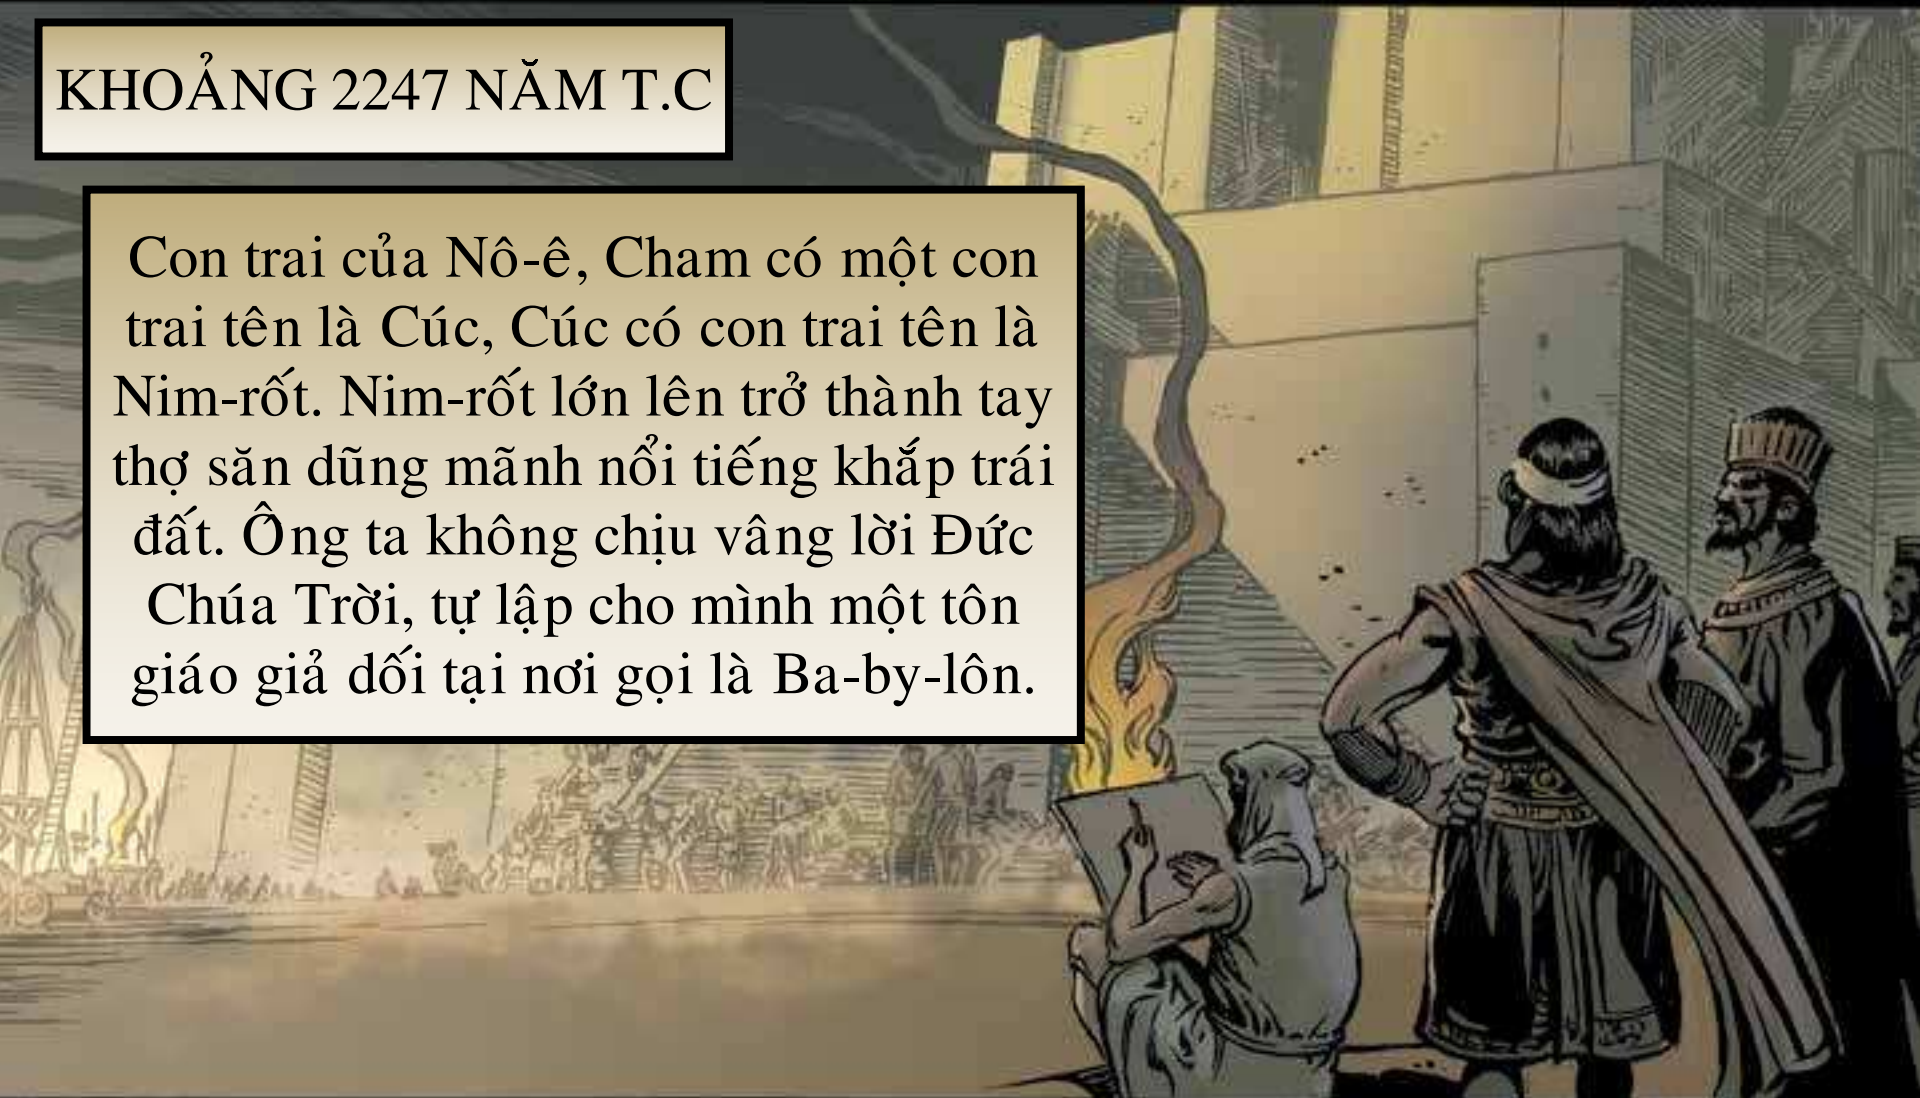 KHOẢNG 2247 NĂM T.C
Con trai của Nô-ê, Cham có một con
trai tên là Cúc, Cúc có con trai tên là
Nim-rốt. Nim-rốt lớn lên trở thành tay
thợ săn dũng mãnh nổi tiếng khắp trái
đất. Ông ta không chịu vâng lời Đức
Chúa Trời, tự lập cho mình một tôn
giáo giả dối tại nơi gọi là Ba-by-lôn.